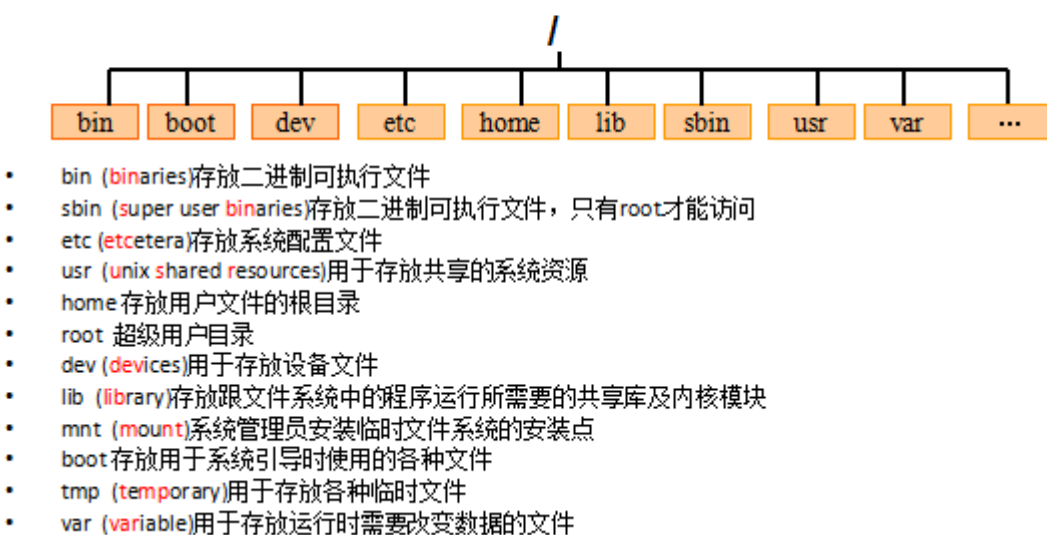 /
bin boot dev etc home lib sbin usr var ...
• bin (binaries)存放二进制可执行文件
• sbin (super user binaries)存放二进制可执行文件，只有root才能访问
• etc (etcetera)存放系统配置文件
• usr (unix shared resources)用于存放共享的系统资源
• home 存放用户文件的根目录
• root 超级用户目录
• dev (devices)用于存放设备文件
• lib (library)存放跟文件系统中的程序运行所需要的共享库及内核模块
• mnt (mount)系统管理员安装临时文件系统的安装点
• boot 存放用于系统引导时使用的各种文件
• tmp (temporary)用于存放各种临时文件
• var (variable)用于存放运行时需要改变数据的文件